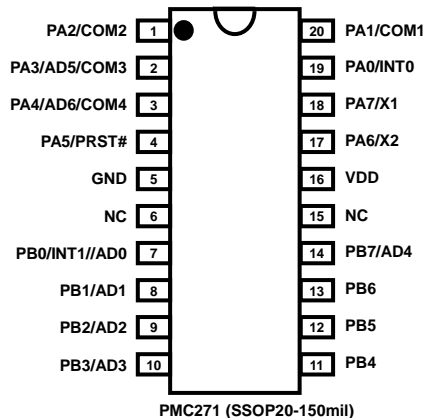 PA2/COM2 1 20 PA1/COM1
PA3/AD5/COM3 2 19 PA0/INT0
PA4/AD6/COM4 3 18 PA7/X1
PA5/PRST# 4 17 PA6/X2
GND 5 16 VDD
NC 6 15 NC
PB0/INT1//AD0 7 14 PB7/AD4
PB1/AD1 8 13 PB6
PB2/AD2 9 12 PB5
PB3/AD3 10 11 PB4
PMC271 (SSOP20-150mil)